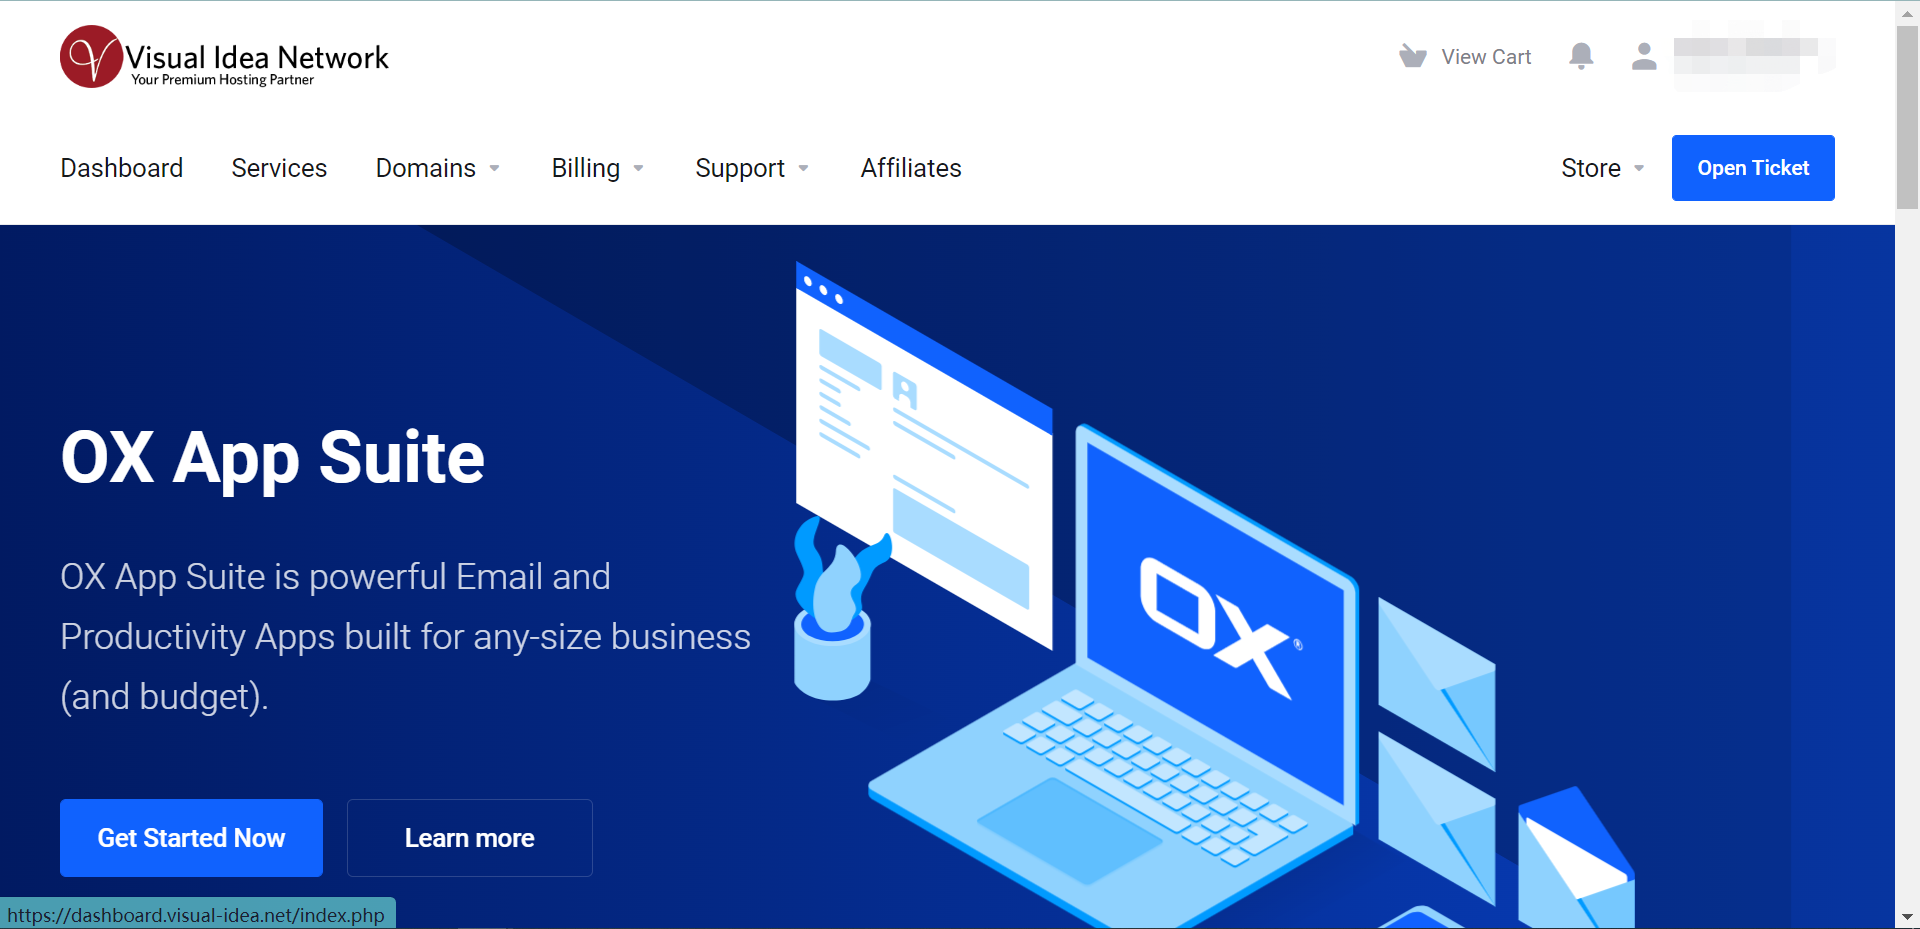 Visual Idea Network
Your Premium Hosting Partner
View Cart
Dashboard Services Domains Billing Support Affiliates Store Open Ticket
OX App Suite
OX App Suite is powerful Email and
Productivity Apps built for any-size business
(and budget).
OX®
Get Started Now Learn more
https://dashboard.visual-idea.net/index.php